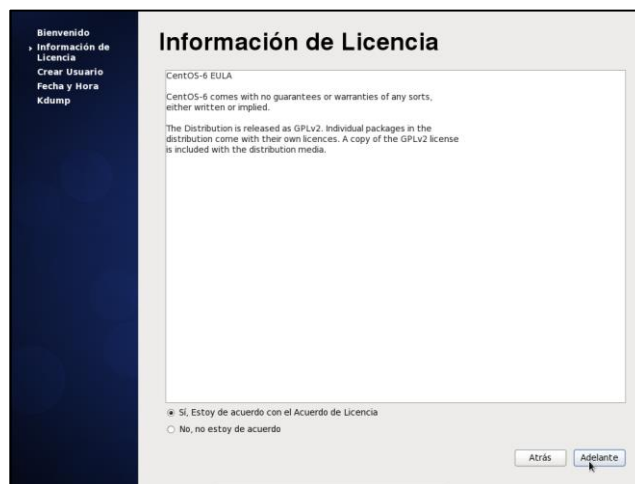 Bienvenido
Información de
Licencia
Crear Usuario
Fecha y Hora
Kdump
Información de Licencia
CentOS-6 EULA
CentOS-6 comes with no guarantees or warranties of any sorts,
either written or implied.
The Distribution is released as GPLv2. Individual packages in the
distribution come with their own licences. A copy of the GPLv2 license
is included with the distribution media.
Sí, Estoy de acuerdo con el Acuerdo de Licencia
No, no estoy de acuerdo
Atrás
Adelante